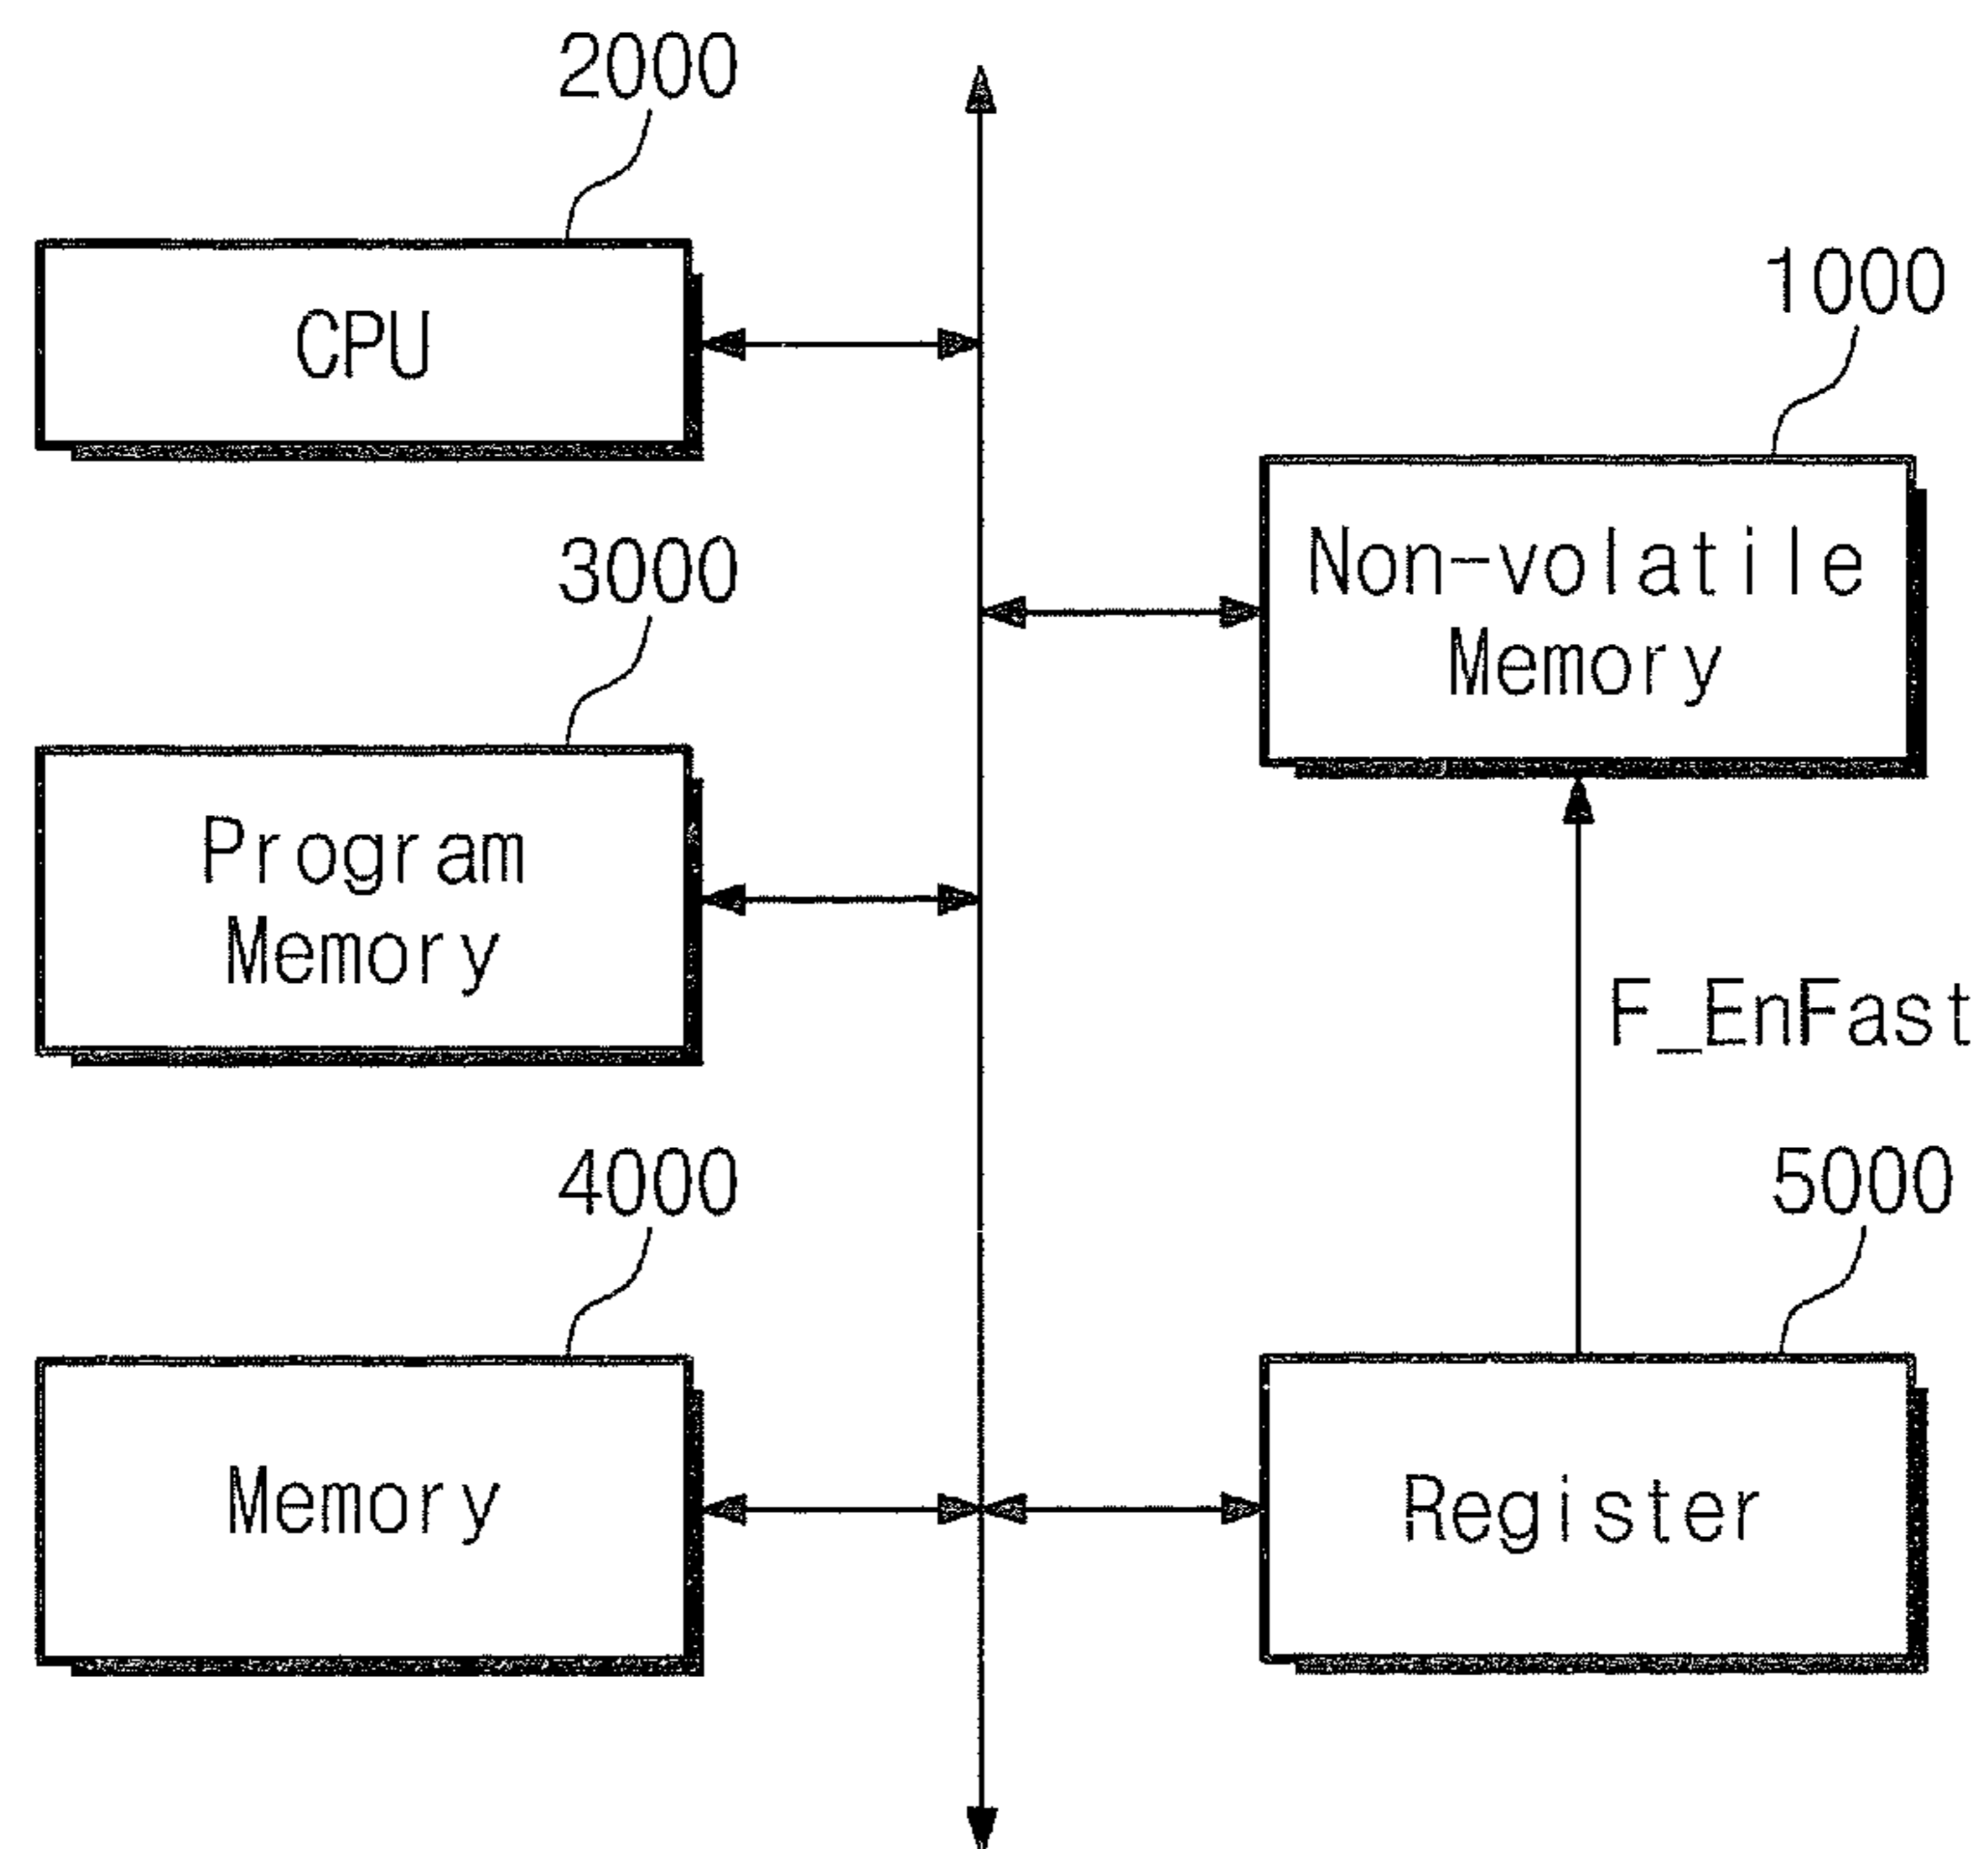 2000
CPU
1000
Non-volatile
Memory
3000
Program
Memory
F_EnFast
4000
Memory
5000
Register